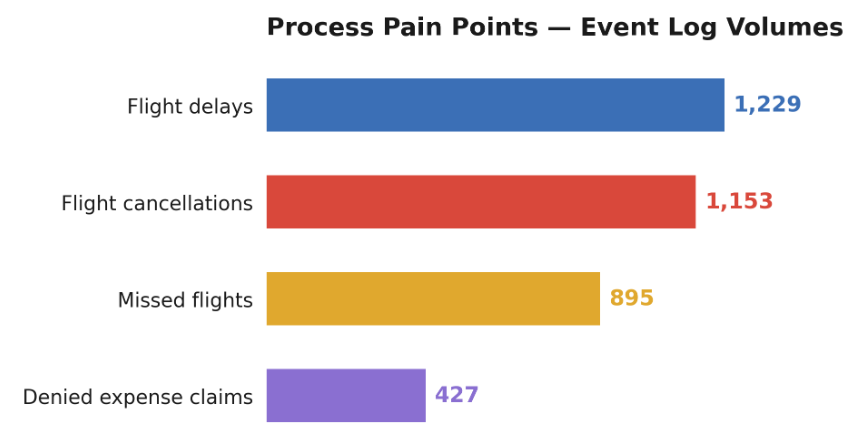 Process Pain Points — Event Log Volumes
Flight delays 1,229
Flight cancellations 1,153
Missed flights 895
Denied expense claims 427